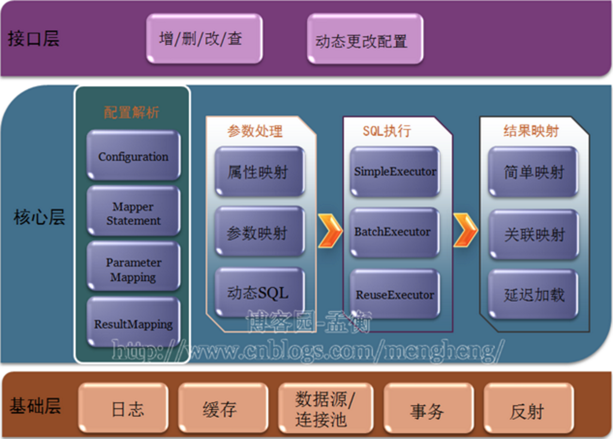 接口层
增/删/改/查
动态更改配置
核心层
配置解析
Configuration
Mapper
Statement
Parameter
Mapping
ResultMapping
参数处理
属性映射
参数映射
动态SQL
SQL执行
SimpleExecutor
BatchExecutor
ReuseExecutor
结果映射
简单映射
关联映射
延迟加载
博客园-孟衡
http://www.cnblogs.com/mengheng/
基础层
日志
缓存
数据源/
连接池
事务
反射